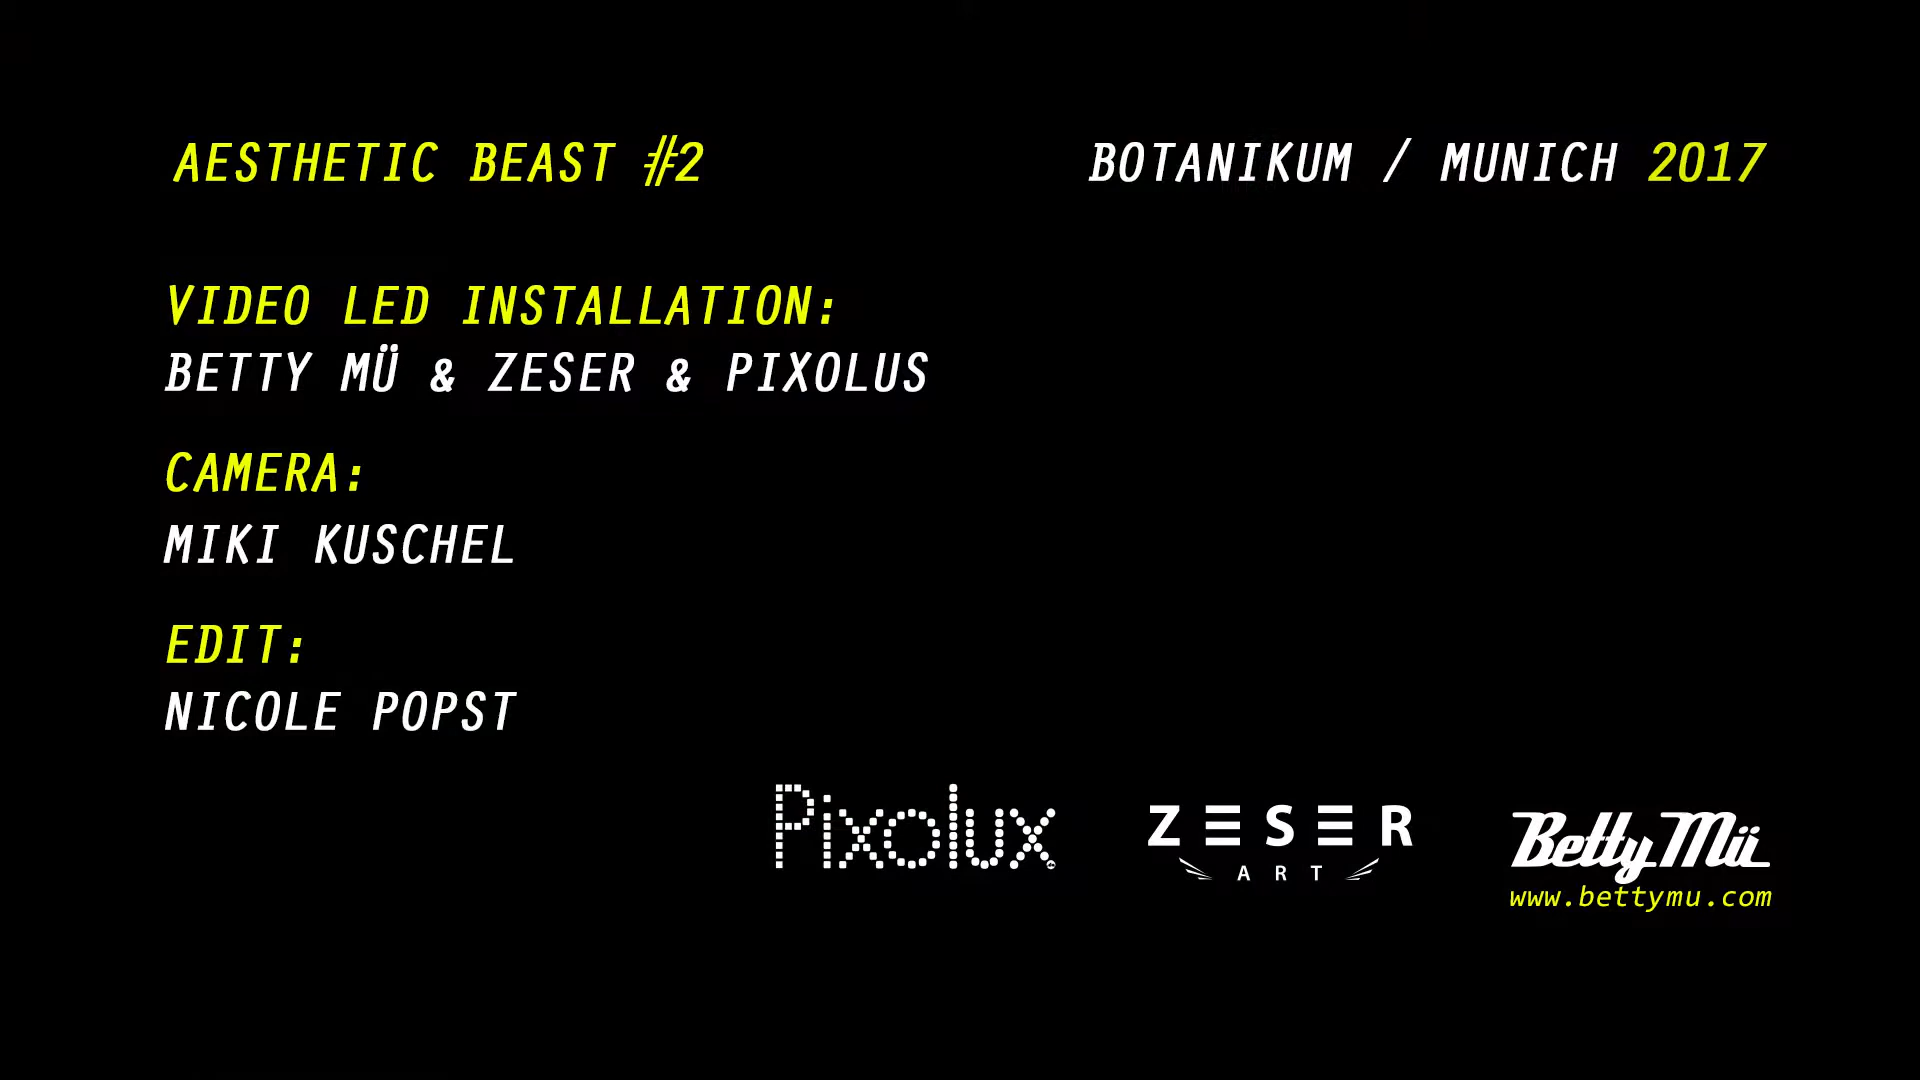 AESTHETIC BEAST #2
BOTANIKUM / MUNICH 2017
VIDEO LED INSTALLATION:
BETTY MÜ & ZESER & PIXOLUS
CAMERA:
MIKI KUSCHEL
EDIT:
NICOLE POPST
Pixolux
ZESER
ART
Betty Mü
www.bettymu.com